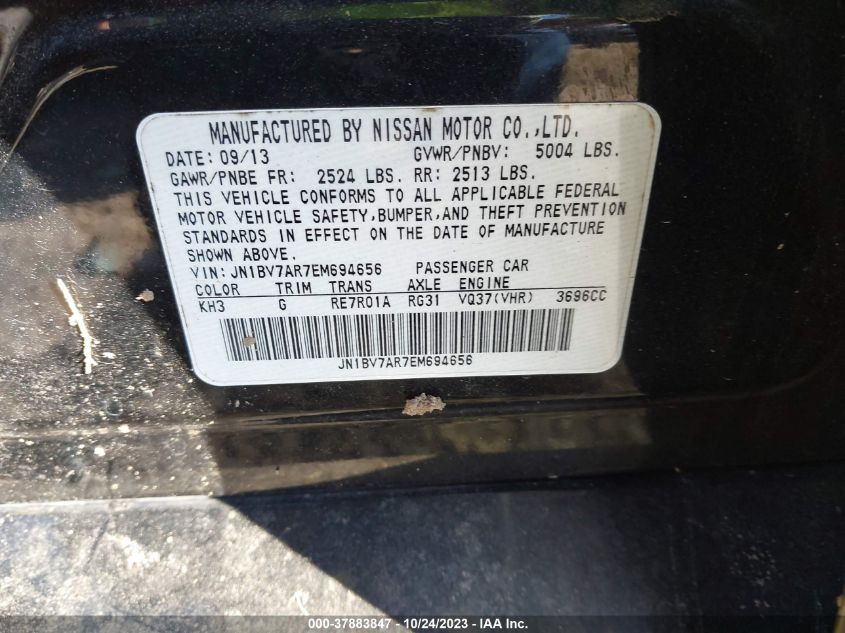 MANUFACTURED BY NISSAN MOTOR CO.,LTD.
DATE: 09/13 GVWR/PNBV: 5004 LBS.
GAWR/PNBE FR: 2524 LBS. RR: 2513 LBS.
THIS VEHICLE CONFORMS TO ALL APPLICABLE FEDERAL
MOTOR VEHICLE SAFETY,BUMPER,AND THEFT PREVENTION
STANDARDS IN EFFECT ON THE DATE OF MANUFACTURE
SHOWN ABOVE.
VIN:JN1BV7AR7EM694656 PASSENGER CAR
COLOR TRIM TRANS AXLE ENGINE
KH3 G RE7R01A RG31 VQ37(VHR) 3696CC
JN1BV7AR7EM694656
000-37883847 - 10/24/2023 - IAA Inc.